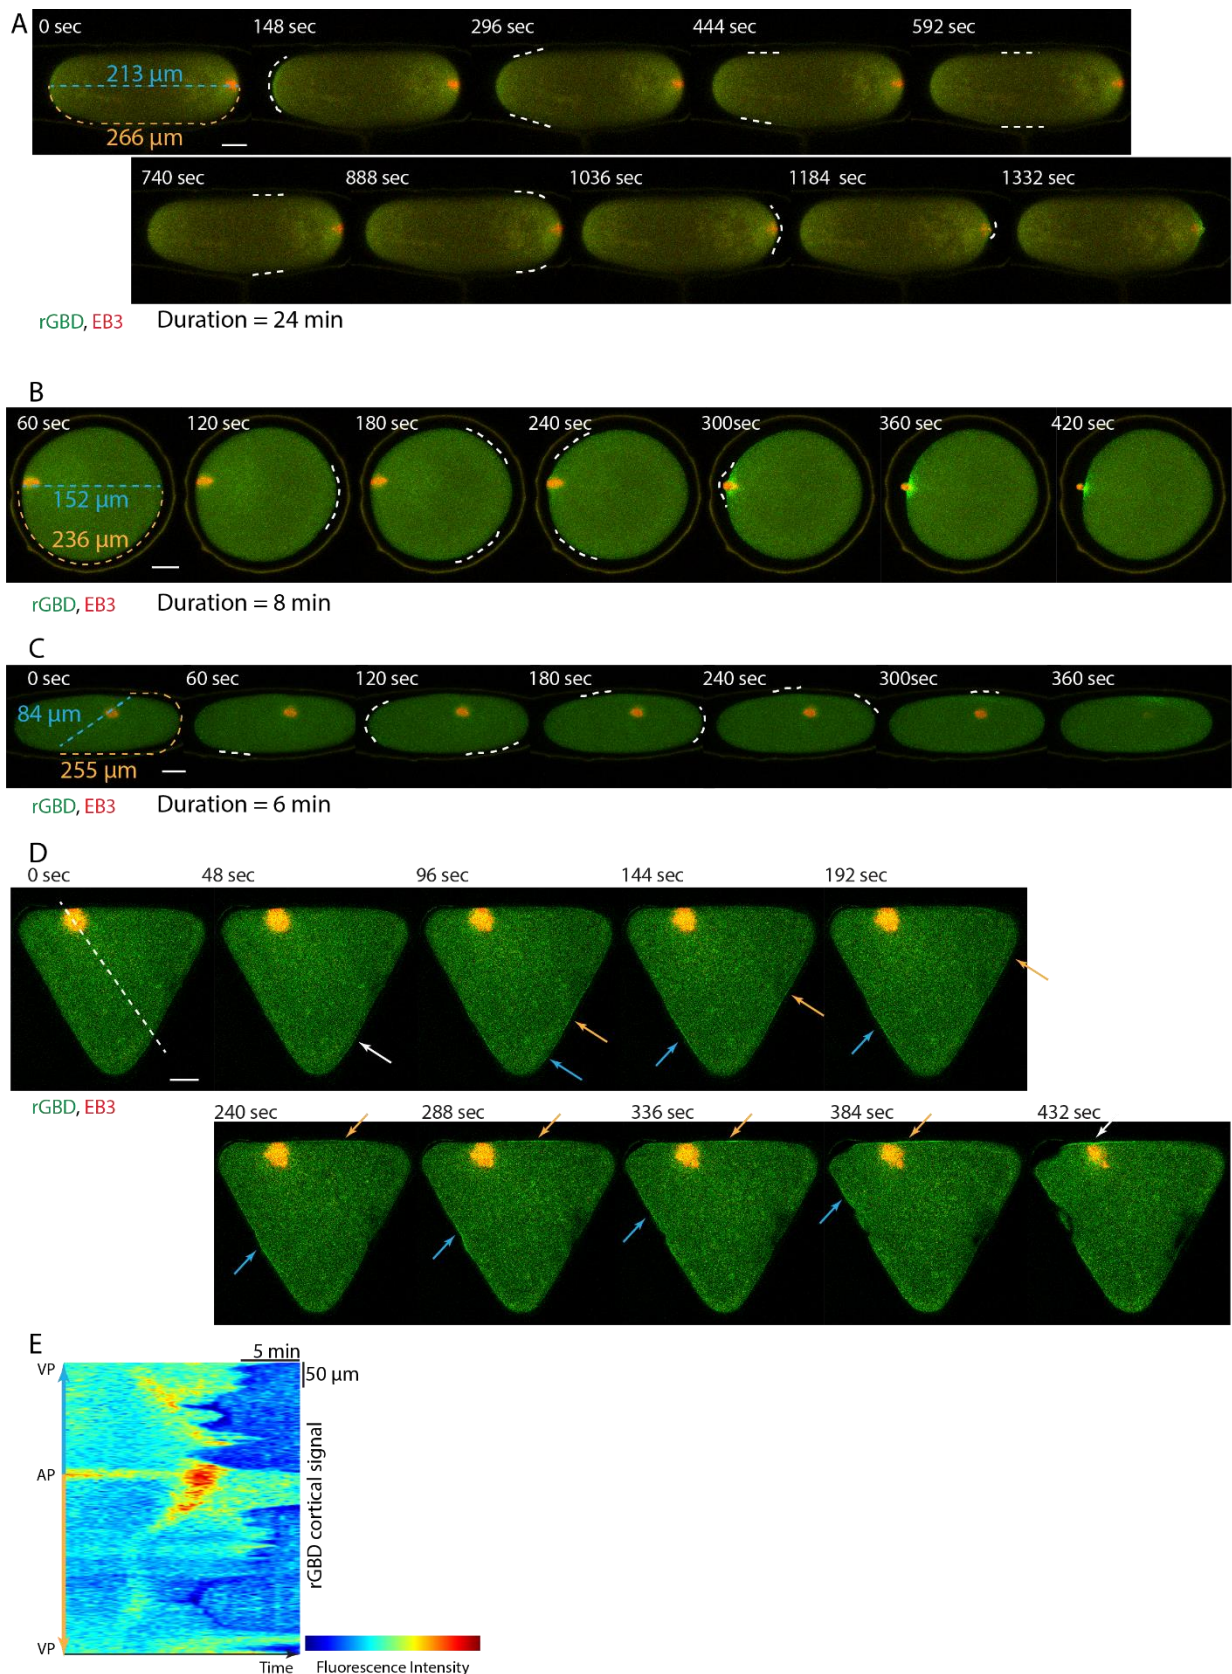 A
0 sec 148 sec 296 sec 444 sec 592 sec
213 µm
266 µm
740 sec 888 sec 1036 sec 1184 sec 1332 sec
rGBD, EB3 Duration = 24 min
B
60 sec 120 sec 180 sec 240 sec 300sec 360 sec 420 sec
152 µm
236 µm
rGBD, EB3 Duration = 8 min
C
0 sec 60 sec 120 sec 180 sec 240 sec 300sec 360 sec
84 µm
255 µm
rGBD, EB3 Duration = 6 min
D
0 sec 48 sec 96 sec 144 sec 192 sec
rGBD, EB3
240 sec 288 sec 336 sec 384 sec 432 sec
E
5 min
VP
50 µm
AP
rGBD cortical signal
VP
Time Fluorescence Intensity